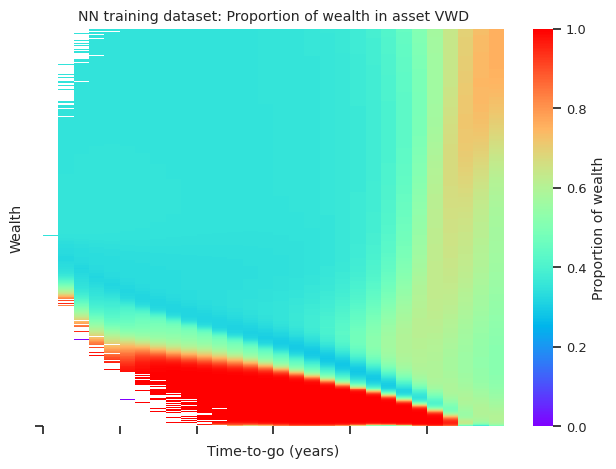 NN training dataset: Proportion of wealth in asset VWD
Wealth
Time-to-go (years)
1.0
0.8
0.6
0.4
0.2
0.0
Proportion of wealth